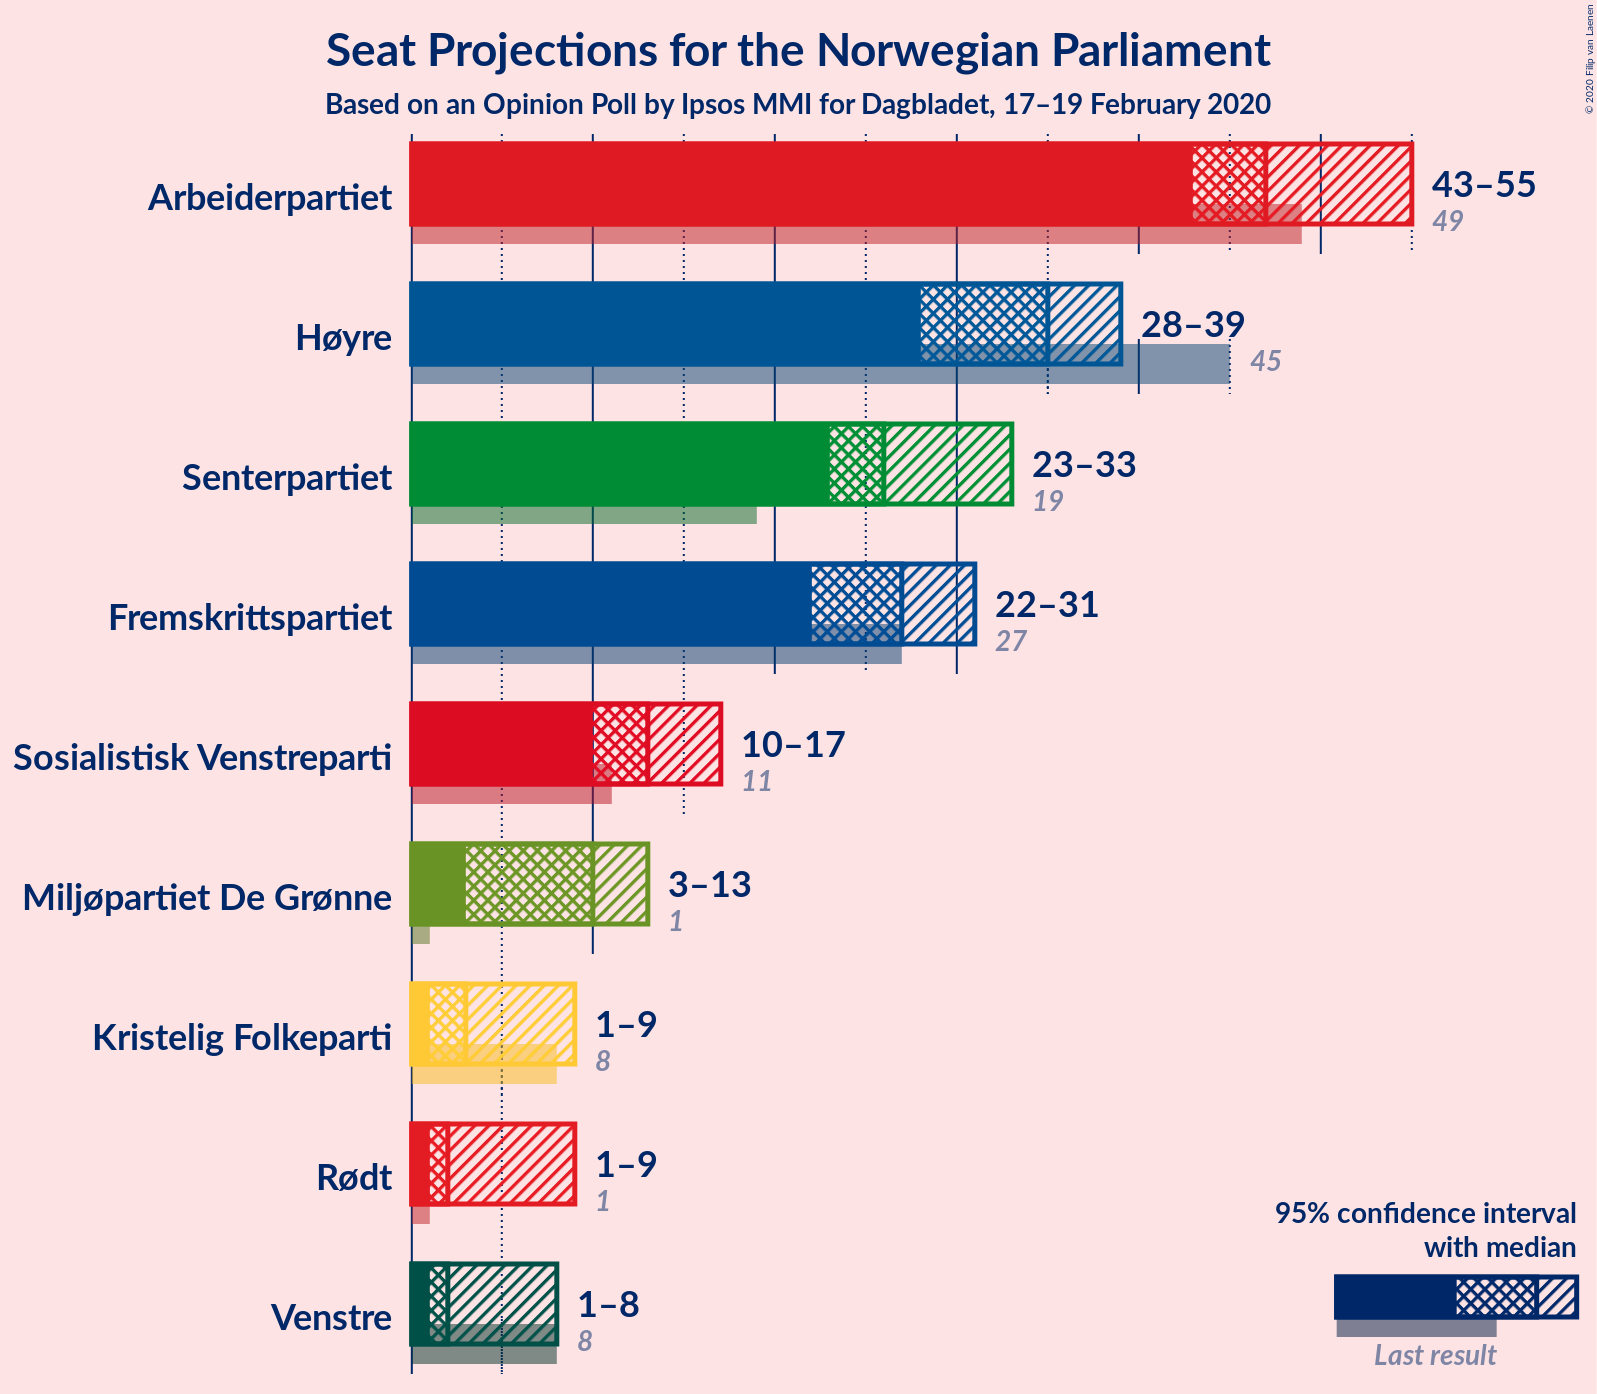 Seat Projections for the Norwegian Parliament
Based on an Opinion Poll by Ipsos MMI for Dagbladet, 17–19 February 2020
© 2020 Filip van Laenen
Arbeiderpartiet
43–55
49
Høyre
28–39
45
Senterpartiet
23–33
19
Fremskrittspartiet
22–31
27
Sosialistisk Venstreparti
10–17
11
Miljøpartiet De Grønne
3–13
1
Kristelig Folkeparti
1–9
8
Rødt
1–9
1
Venstre
1–8
8
95% confidence interval
with median
Last result